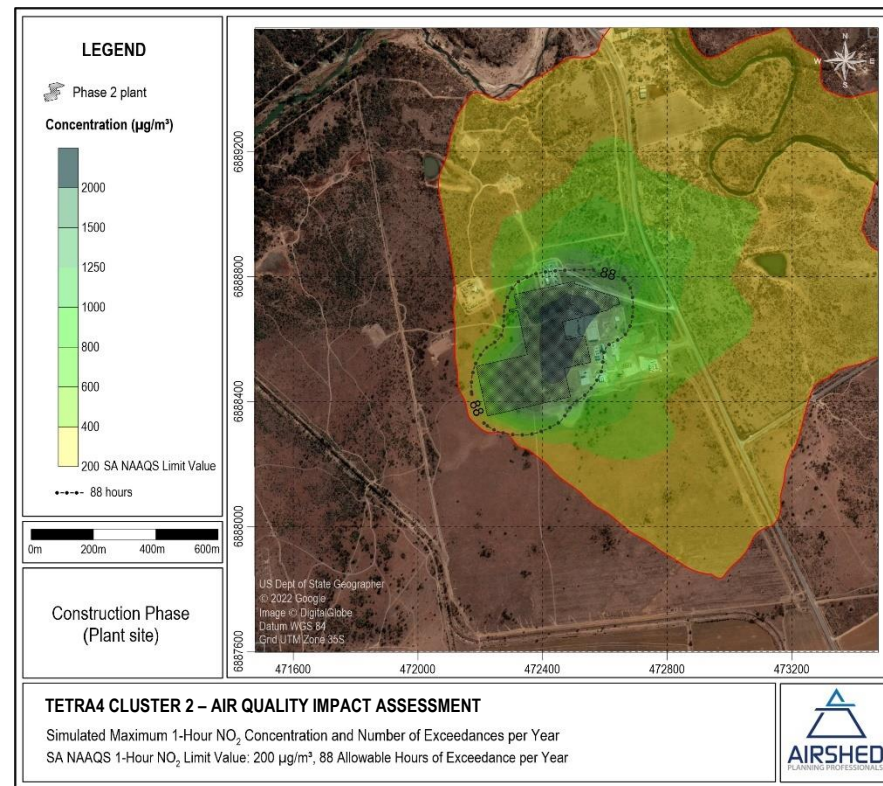 LEGEND
Phase 2 plant
Concentration (µg/m³)
2000
1500
1250
1000
800
600
400
200 SA NAAQS Limit Value
88 hours
0m 200m 400m 600m
Construction Phase
(Plant site)
N
W E
S
6889200
6888800
6888400
6888000
6887600
88
88
US Dept of State Geographer
© 2022 Google
Image © DigitalGlobe
Datum WGS 84
Grid UTM Zone 35S
471600 472000 472400 472800 473200
TETRA4 CLUSTER 2 – AIR QUALITY IMPACT ASSESSMENT
Simulated Maximum 1-Hour NO₂ Concentration and Number of Exceedances per Year
SA NAAQS 1-Hour NO₂ Limit Value: 200 µg/m³, 88 Allowable Hours of Exceedance per Year
AIRSHED
PLANNING PROFESSIONALS